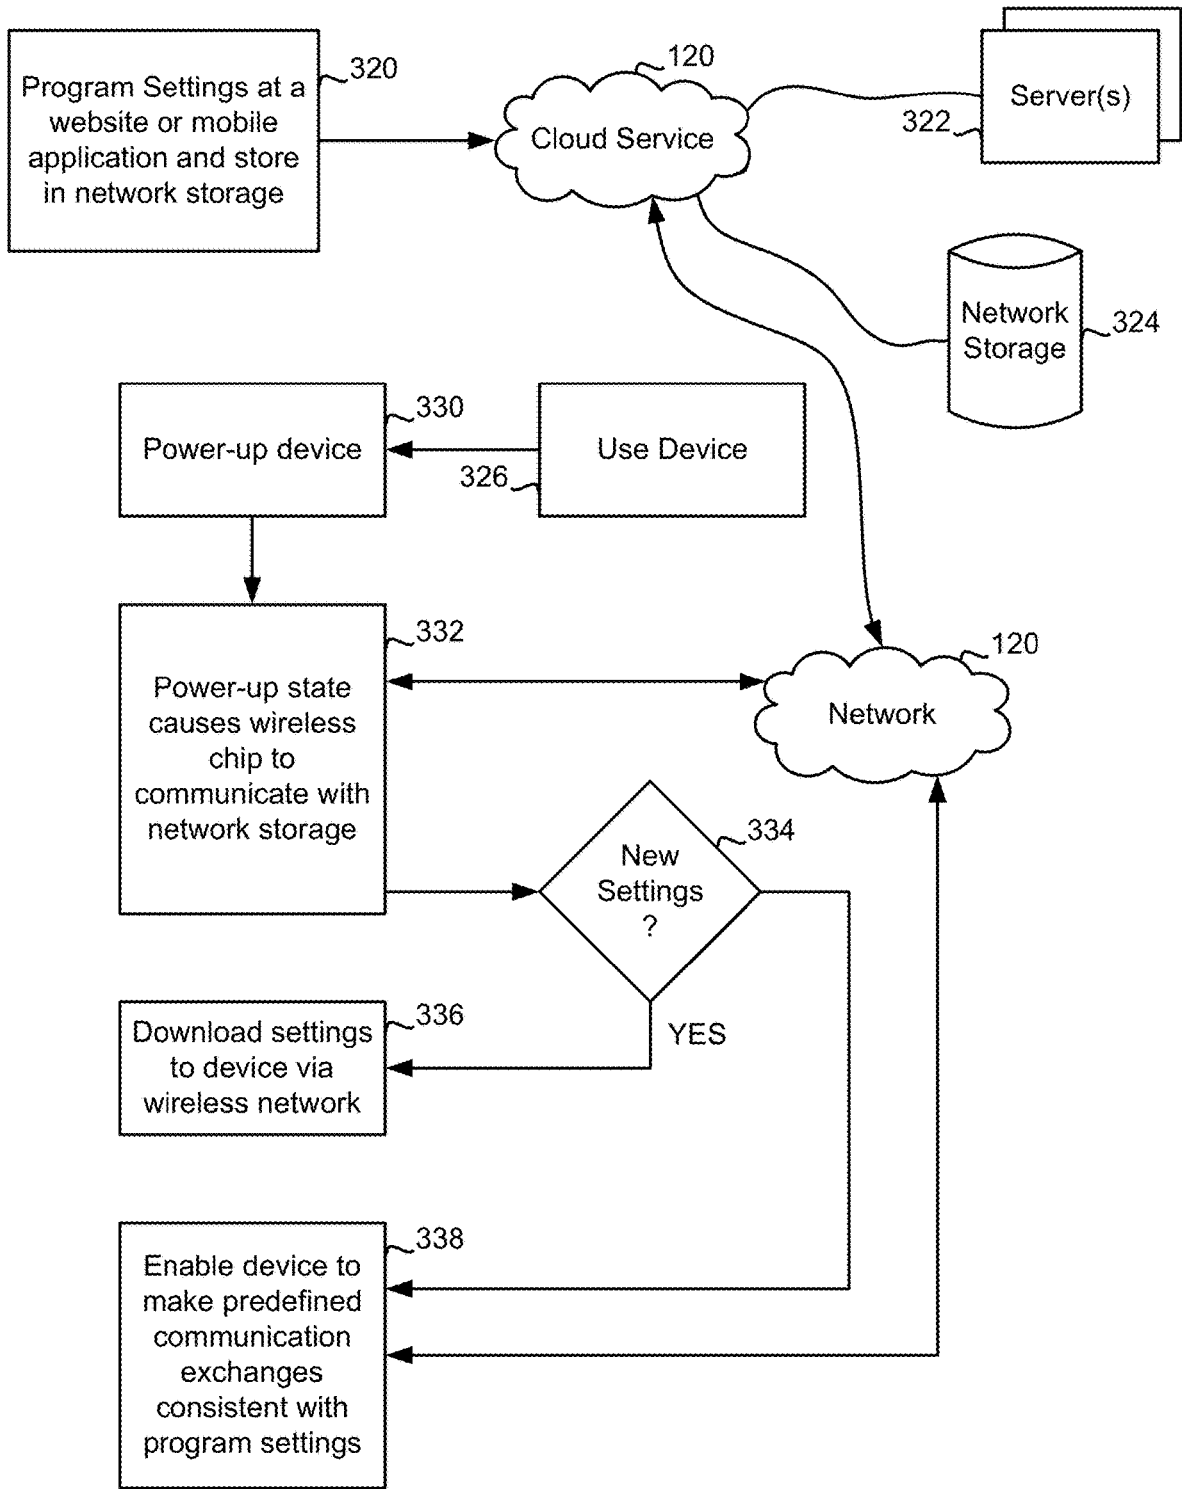 320
Program Settings at a
website or mobile
application and store
in network storage
120
Cloud Service
Server(s)
322
Network
Storage
324
330
Power-up device
Use Device
326
332
Power-up state
causes wireless
chip to
communicate with
network storage
120
Network
334
New
Settings
?
YES
336
Download settings
to device via
wireless network
338
Enable device to
make predefined
communication
exchanges
consistent with
program settings